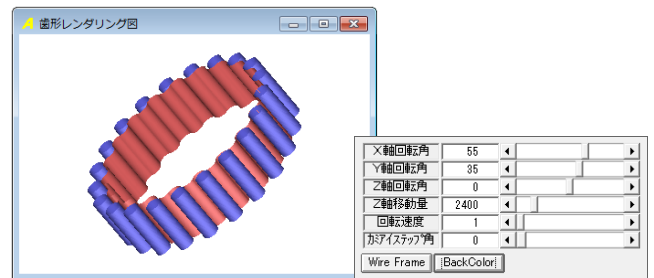 歯形レンダリング図
X軸回転角 55
Y軸回転角 35
Z軸回転角 0
Z軸移動量 2400
回転速度 1
カミアイステップ角 0
Wire Frame BackColor